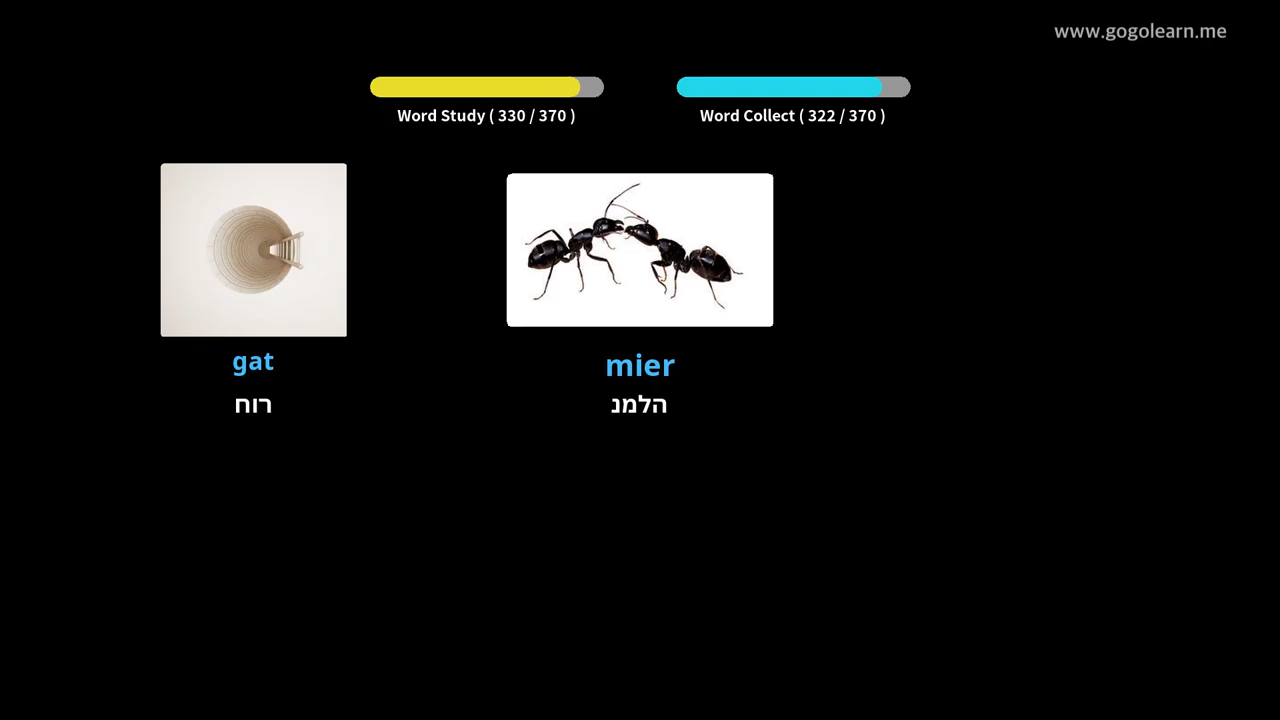 www.gogolearn.me
Word Study ( 330 / 370 )
Word Collect ( 322 / 370 )
gat
רוח
mier
הלמנ